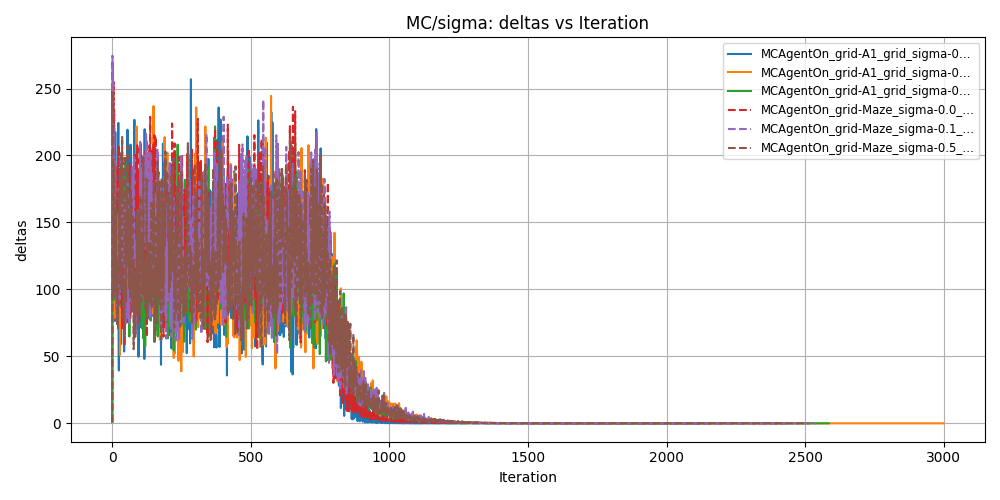 MC/sigma: deltas vs Iteration
MCAgentOn_grid-A1_grid_sigma-0...
MCAgentOn_grid-A1_grid_sigma-0...
MCAgentOn_grid-A1_grid_sigma-0...
MCAgentOn_grid-Maze_sigma-0.0_...
MCAgentOn_grid-Maze_sigma-0.1_...
MCAgentOn_grid-Maze_sigma-0.5_...
deltas
250
200
150
100
50
0
0 500 1000 1500 2000 2500 3000
Iteration